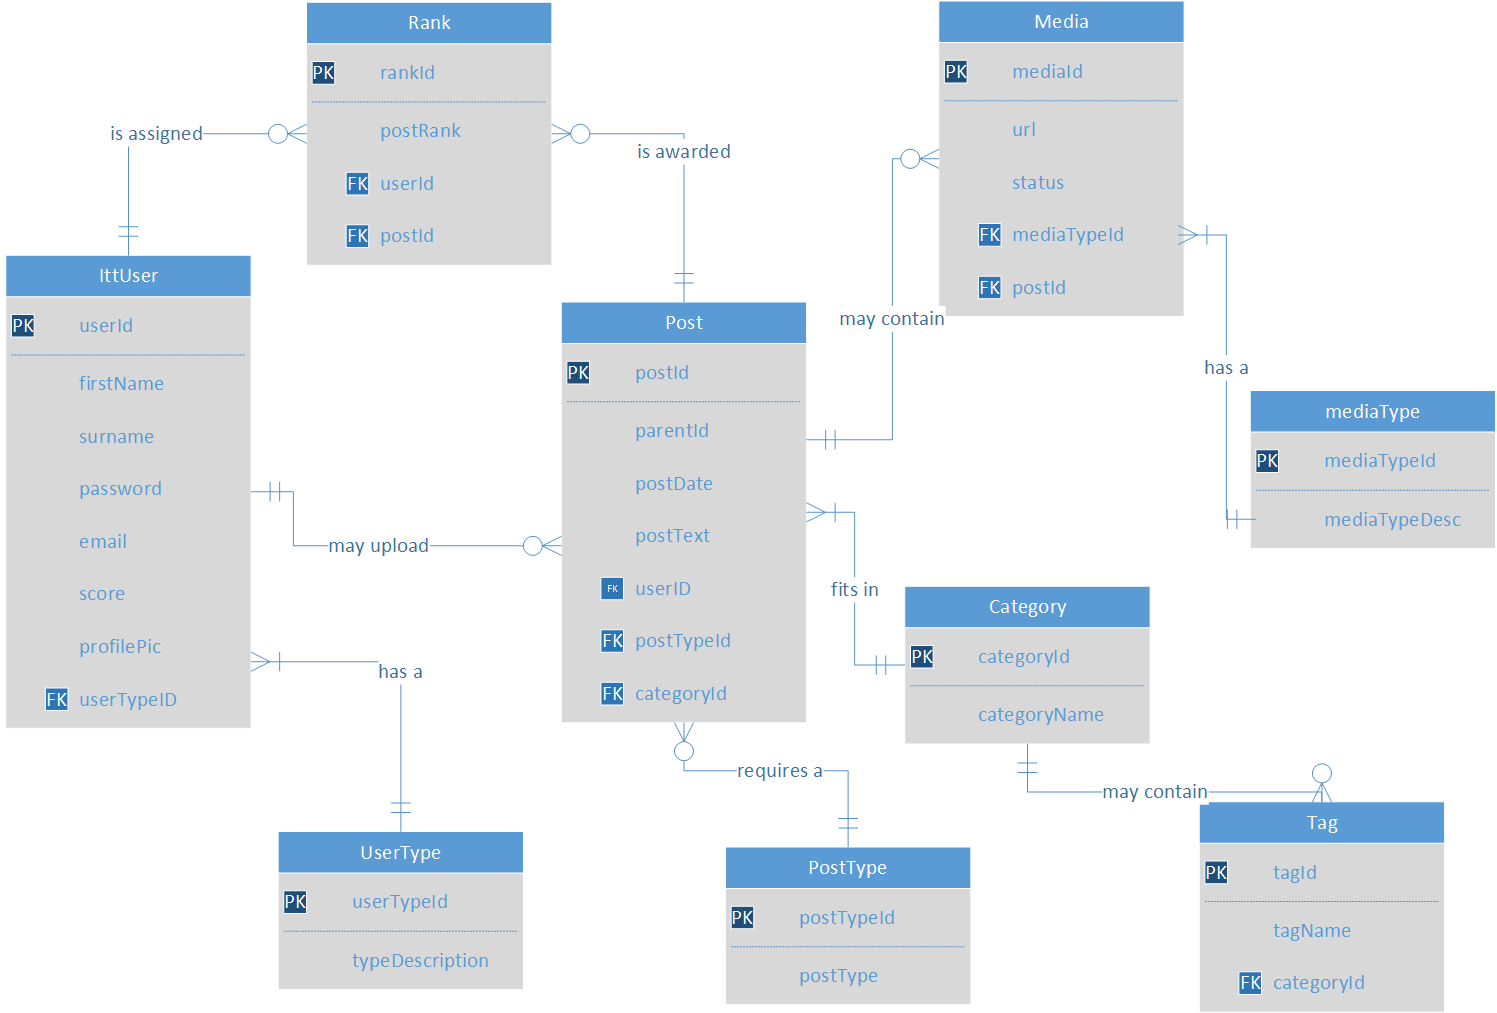 Rank
PK rankId
postRank
FK userId
FK postId
Media
PK mediaId
url
status
FK mediaTypeId
FK postId
is assigned
is awarded
IttUser
PK userId
firstName
surname
password
email
score
profilePic
FK userTypeID
Post
PK postId
parentId
postDate
postText
FK userID
FK postTypeId
FK categoryId
may contain
has a
mediaType
PK mediaTypeId
mediaTypeDesc
may upload
fits in
Category
PK categoryId
categoryName
has a
requires a
may contain
UserType
PK userTypeId
typeDescription
PostType
PK postTypeId
postType
Tag
PK tagId
tagName
FK categoryId